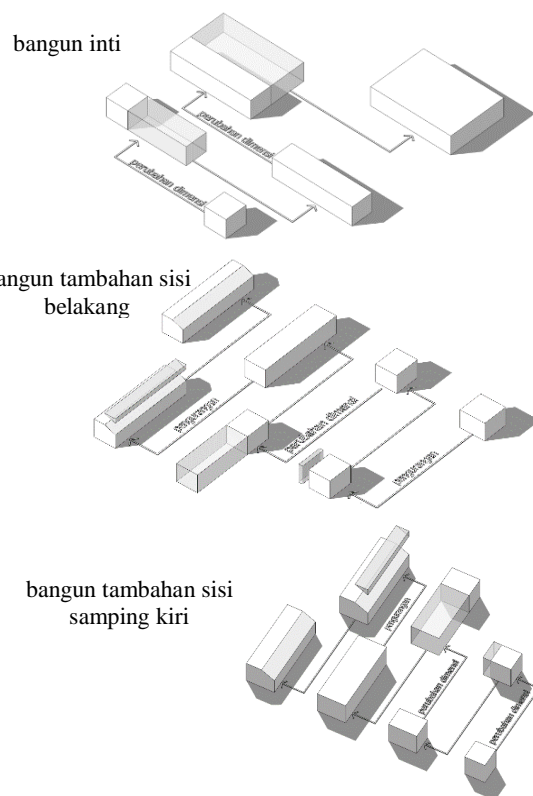 bangun inti
perubahan dimensi
perubahan dimensi
angun tambahan sisi
belakang
pengurangan
perubahan dimensi
pengurangan
bangun tambahan sisi
samping kiri
pengurangan
perubahan dimensi
perubahan dimensi